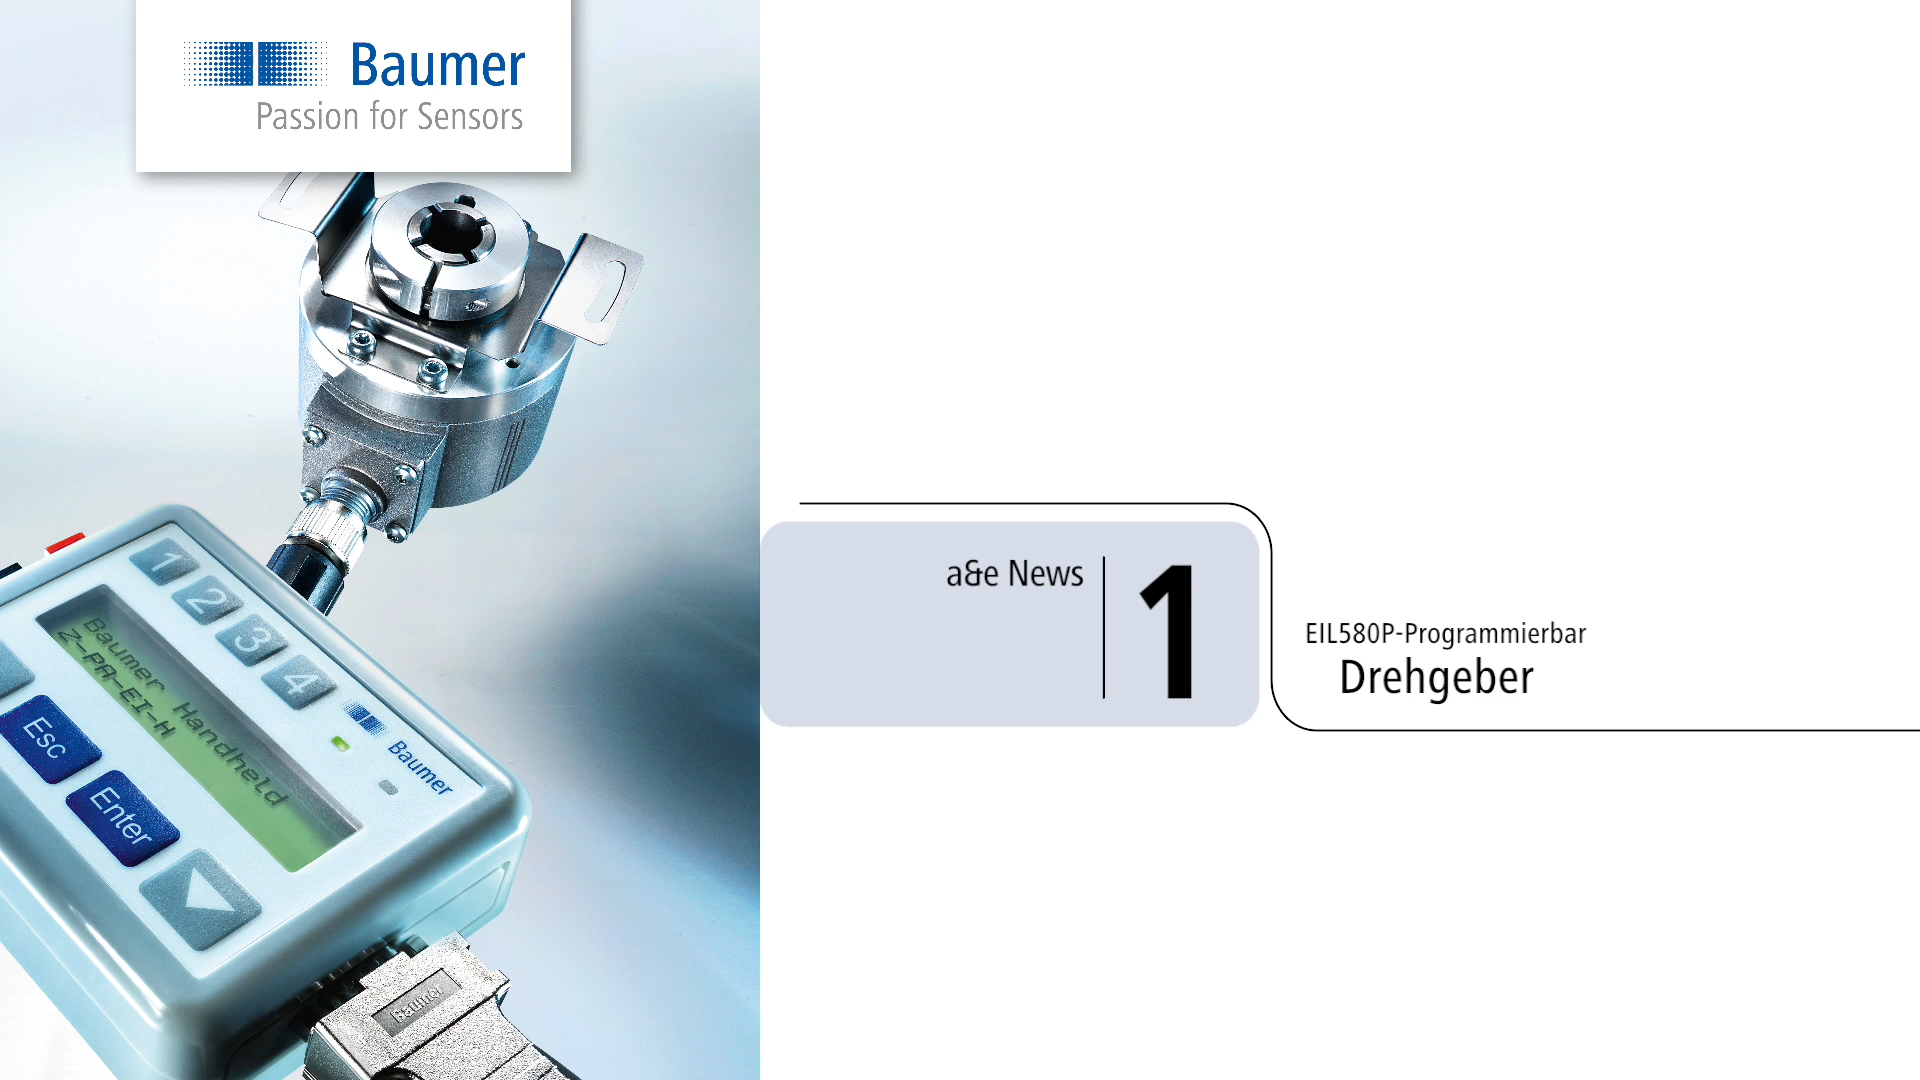 Baumer
Passion for Sensors
1
2
3
4
Baumer Handheld
Z-PA-EI-H
Esc
Enter
Baumer
Baumer
a&e News
1
EIL580P-Programmierbar
Drehgeber